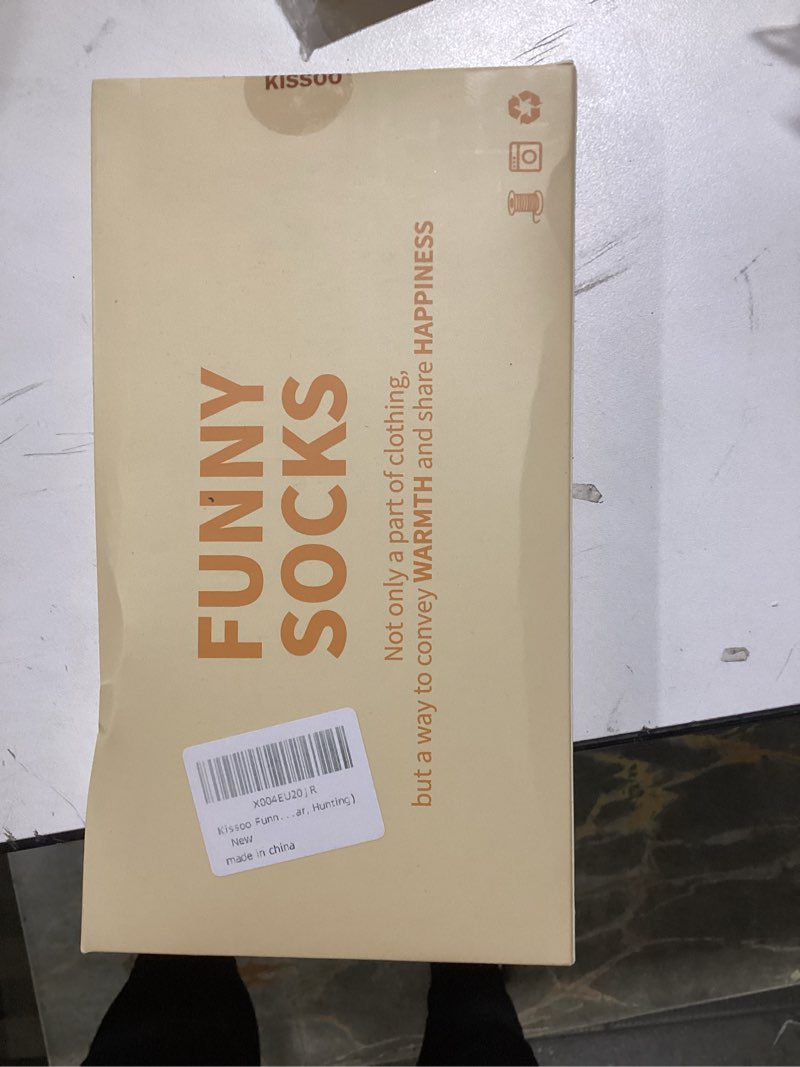 KISSOO
FUNNY
SOCKS
Not only a part of clothing,
but a way to convey WARMTH and share HAPPINESS
X004EU20JR
Kissoo Funn...ar, Hunting)
New
made in china